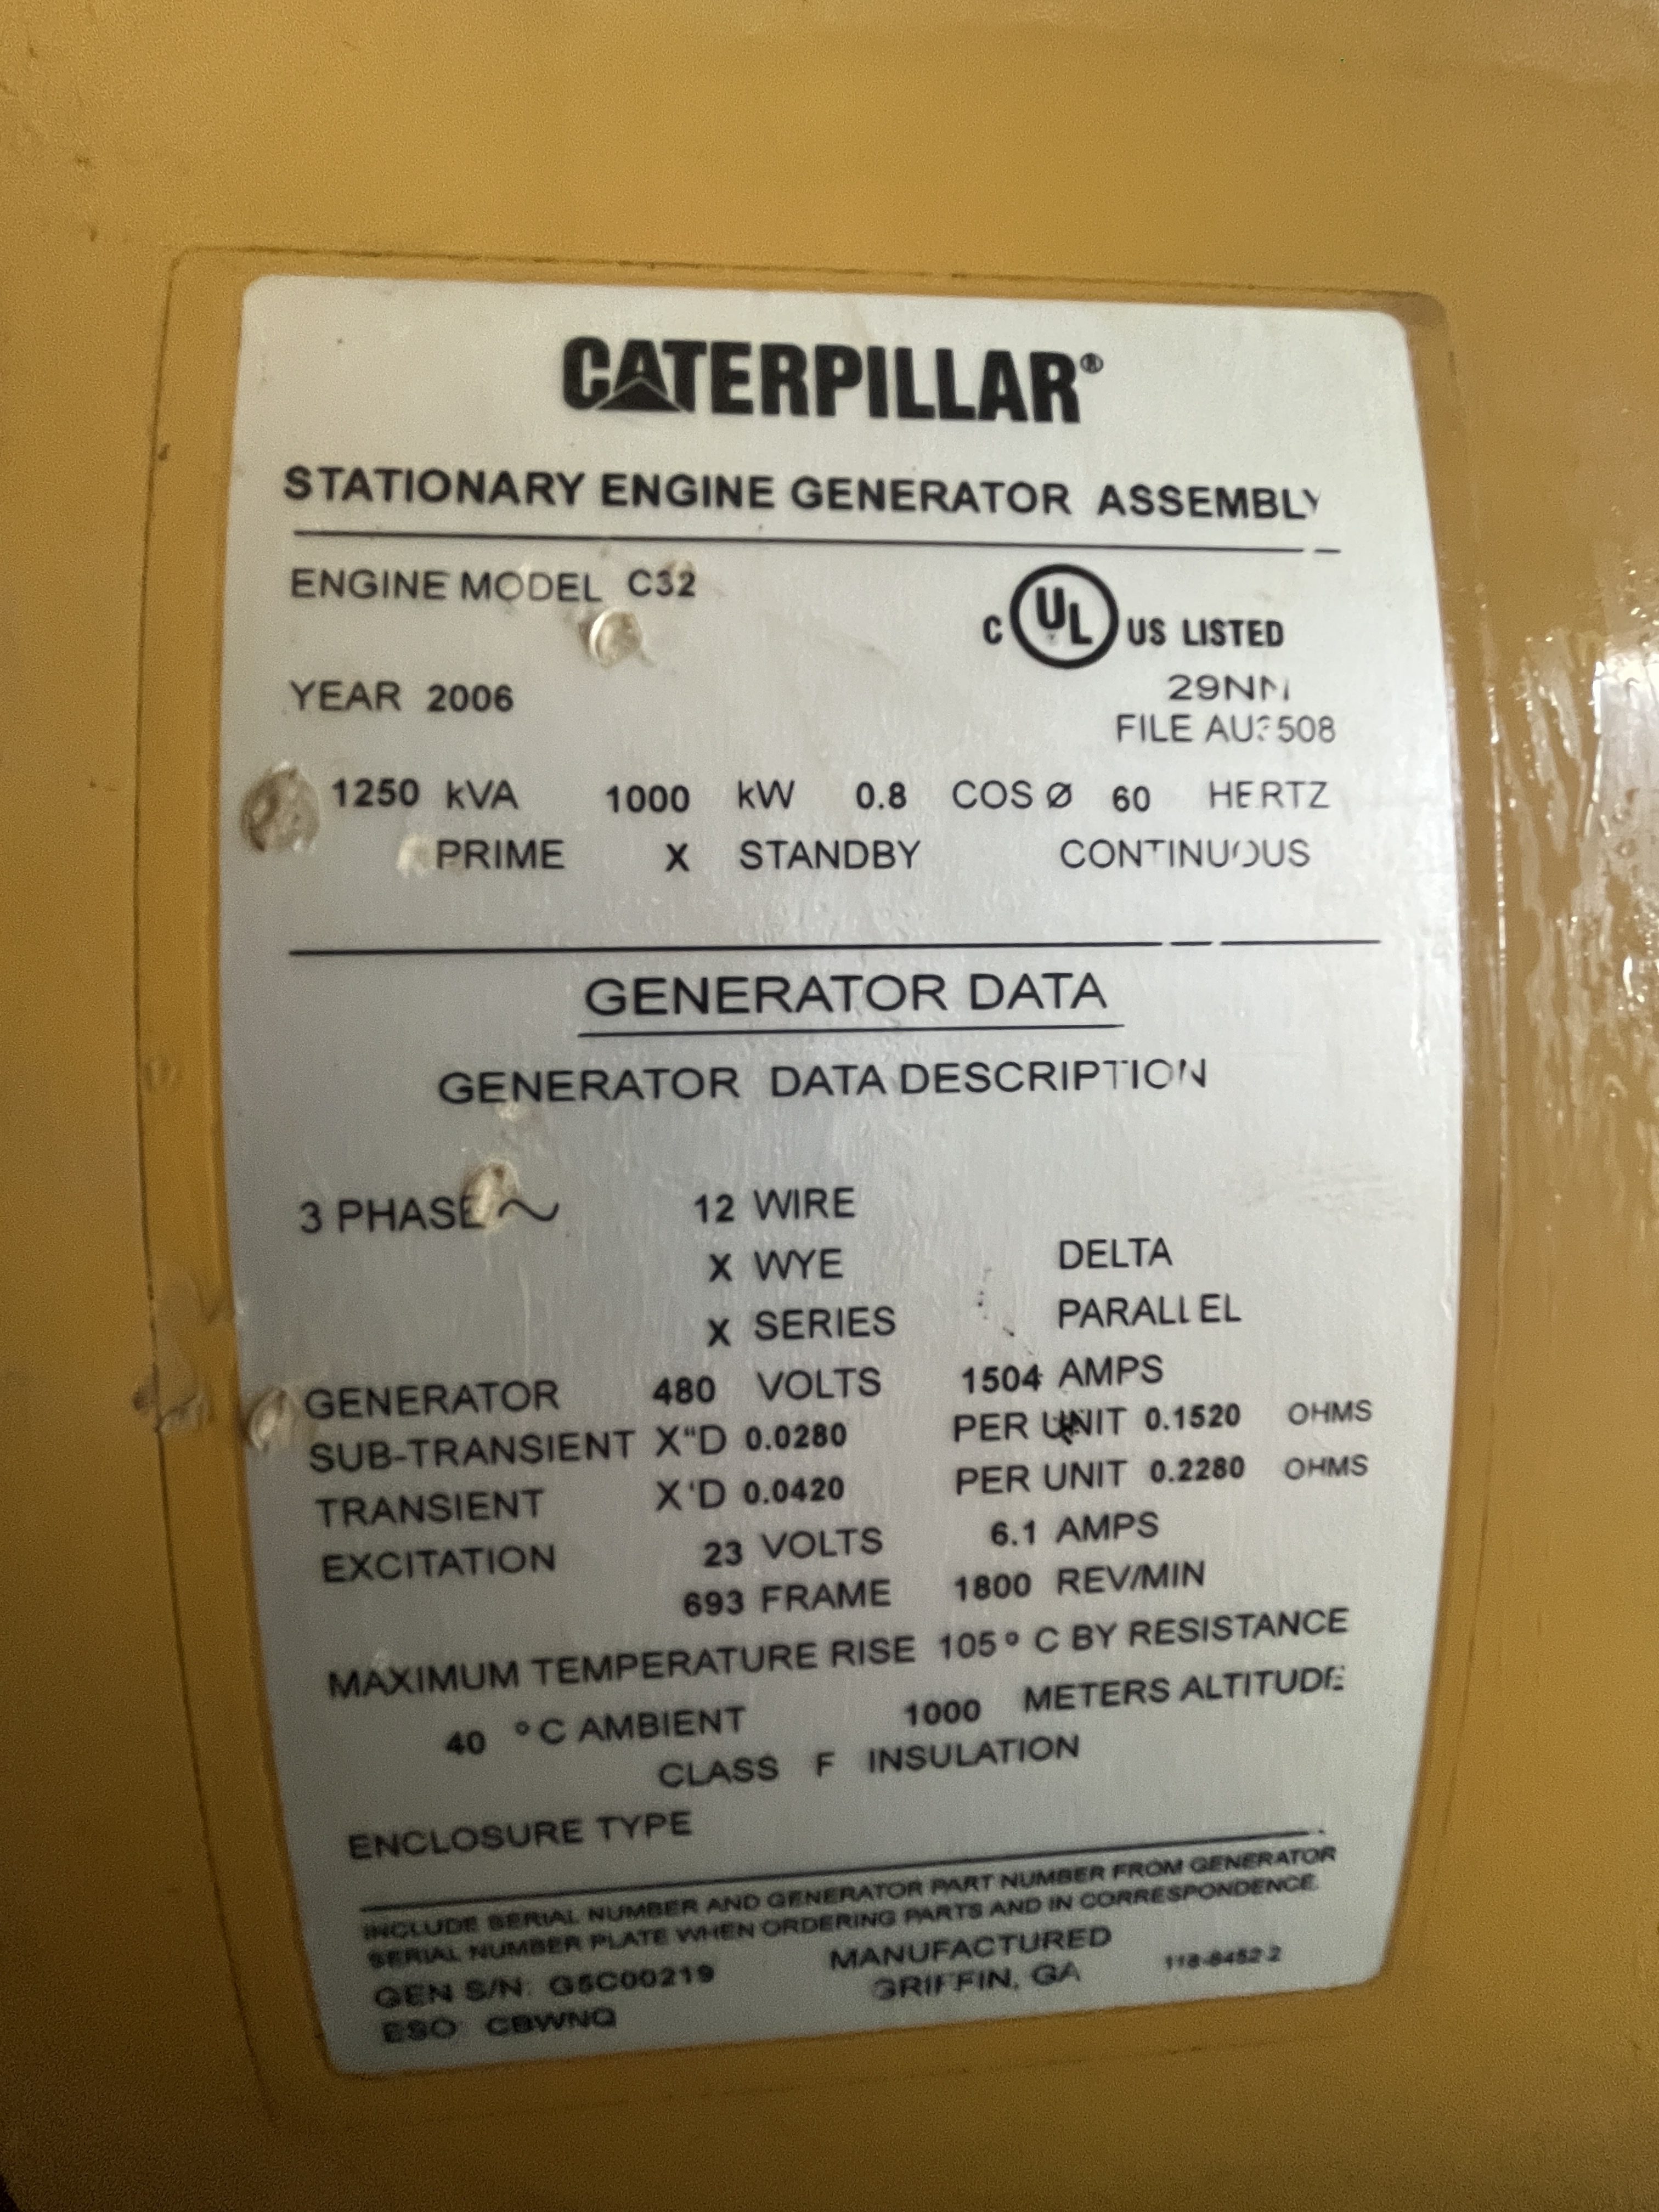 CATERPILLAR®
STATIONARY ENGINE GENERATOR ASSEMBLY
ENGINE MODEL C32
C UL US LISTED
YEAR 2006
29NN
FILE AU3508
1250 kVA 1000 kW 0.8 COS Ø 60 HERTZ
PRIME X STANDBY CONTINUOUS
GENERATOR DATA
GENERATOR DATA DESCRIPTION
3 PHASE ~ 12 WIRE
X WYE DELTA
X SERIES PARALLEL
GENERATOR 480 VOLTS 1504 AMPS
SUB-TRANSIENT X"D 0.0280 PER UNIT 0.1520 OHMS
TRANSIENT X'D 0.0420 PER UNIT 0.2280 OHMS
EXCITATION 23 VOLTS 6.1 AMPS
693 FRAME 1800 REV/MIN
MAXIMUM TEMPERATURE RISE 105° C BY RESISTANCE
40 °C AMBIENT 1000 METERS ALTITUDE
CLASS F INSULATION
ENCLOSURE TYPE
INCLUDE SERIAL NUMBER AND GENERATOR PART NUMBER FROM GENERATOR
SERIAL NUMBER PLATE WHEN ORDERING PARTS AND IN CORRESPONDENCE.
GEN S/N: G5C00219 MANUFACTURED
GRIFFIN, GA 118-8452 2
ESO: CBWNQ